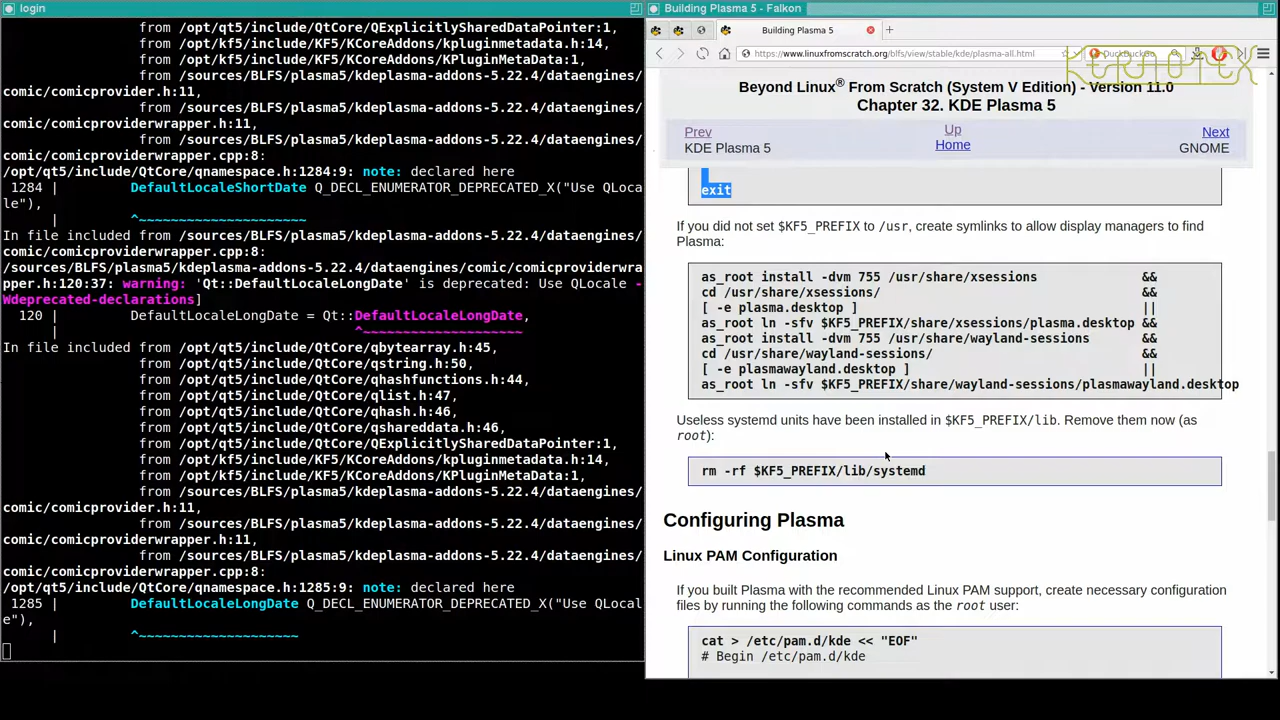 login
from /opt/qt5/include/QtCore/QExplicitlySharedDataPointer:1,
from /opt/kf5/include/KF5/KCoreAddons/kpluginmetadata.h:14,
from /opt/kf5/include/KF5/KCoreAddons/KPluginMetaData:1,
from /sources/BLFS/plasma5/kdeplasma-addons-5.22.4/dataengines/
comic/comicprovider.h:11,
from /sources/BLFS/plasma5/kdeplasma-addons-5.22.4/dataengines/
comic/comicproviderwrapper.h:11,
from /sources/BLFS/plasma5/kdeplasma-addons-5.22.4/dataengines/
comic/comicproviderwrapper.cpp:8:
/opt/qt5/include/QtCore/qnamespace.h:1284:9: note: declared here
1284 |         DefaultLocaleShortDate Q_DECL_ENUMERATOR_DEPRECATED_X("Use QLoca
le"),
|         ^~~~~~~~~~~~~~~~~~~~~~
In file included from /sources/BLFS/plasma5/kdeplasma-addons-5.22.4/dataengines/
comic/comicproviderwrapper.cpp:8:
/sources/BLFS/plasma5/kdeplasma-addons-5.22.4/dataengines/comic/comicproviderwra
pper.h:120:37: warning: 'Qt::DefaultLocaleLongDate' is deprecated: Use QLocale [-
Wdeprecated-declarations]
120 |         DefaultLocaleLongDate = Qt::DefaultLocaleLongDate,
|                                     ^~~~~~~~~~~~~~~~~~~~~
In file included from /opt/qt5/include/QtCore/qbytearray.h:45,
from /opt/qt5/include/QtCore/qstring.h:50,
from /opt/qt5/include/QtCore/qhashfunctions.h:44,
from /opt/qt5/include/QtCore/qlist.h:47,
from /opt/qt5/include/QtCore/qhash.h:46,
from /opt/qt5/include/QtCore/qshareddata.h:46,
from /opt/qt5/include/QtCore/QExplicitlySharedDataPointer:1,
from /opt/kf5/include/KF5/KCoreAddons/kpluginmetadata.h:14,
from /opt/kf5/include/KF5/KCoreAddons/KPluginMetaData:1,
from /sources/BLFS/plasma5/kdeplasma-addons-5.22.4/dataengines/
comic/comicprovider.h:11,
from /sources/BLFS/plasma5/kdeplasma-addons-5.22.4/dataengines/
comic/comicproviderwrapper.h:11,
from /sources/BLFS/plasma5/kdeplasma-addons-5.22.4/dataengines/
comic/comicproviderwrapper.cpp:8:
/opt/qt5/include/QtCore/qnamespace.h:1285:9: note: declared here
1285 |         DefaultLocaleLongDate Q_DECL_ENUMERATOR_DEPRECATED_X("Use QLocal
e"),
|         ^~~~~~~~~~~~~~~~~~~~~
Building Plasma 5 - Falkon
Building Plasma 5
https://www.linuxfromscratch.org/blfs/view/stable/kde/plasma-all.html
DuckDuckGo
KERNOTEX
Beyond Linux® From Scratch (System V Edition) - Version 11.0
Chapter 32. KDE Plasma 5
Prev Up Next
KDE Plasma 5 Home GNOME
exit
If you did not set $KF5_PREFIX to /usr, create symlinks to allow display managers to find
Plasma:
as_root install -dvm 755 /usr/share/xsessions &&
cd /usr/share/xsessions/ &&
[ -e plasma.desktop ] ||
as_root ln -sfv $KF5_PREFIX/share/xsessions/plasma.desktop &&
as_root install -dvm 755 /usr/share/wayland-sessions &&
cd /usr/share/wayland-sessions/ &&
[ -e plasmawayland.desktop ] ||
as_root ln -sfv $KF5_PREFIX/share/wayland-sessions/plasmawayland.desktop
Useless systemd units have been installed in $KF5_PREFIX/lib. Remove them now (as
root):
rm -rf $KF5_PREFIX/lib/systemd
Configuring Plasma
Linux PAM Configuration
If you built Plasma with the recommended Linux PAM support, create necessary configuration
files by running the following commands as the root user:
cat > /etc/pam.d/kde << "EOF"
# Begin /etc/pam.d/kde